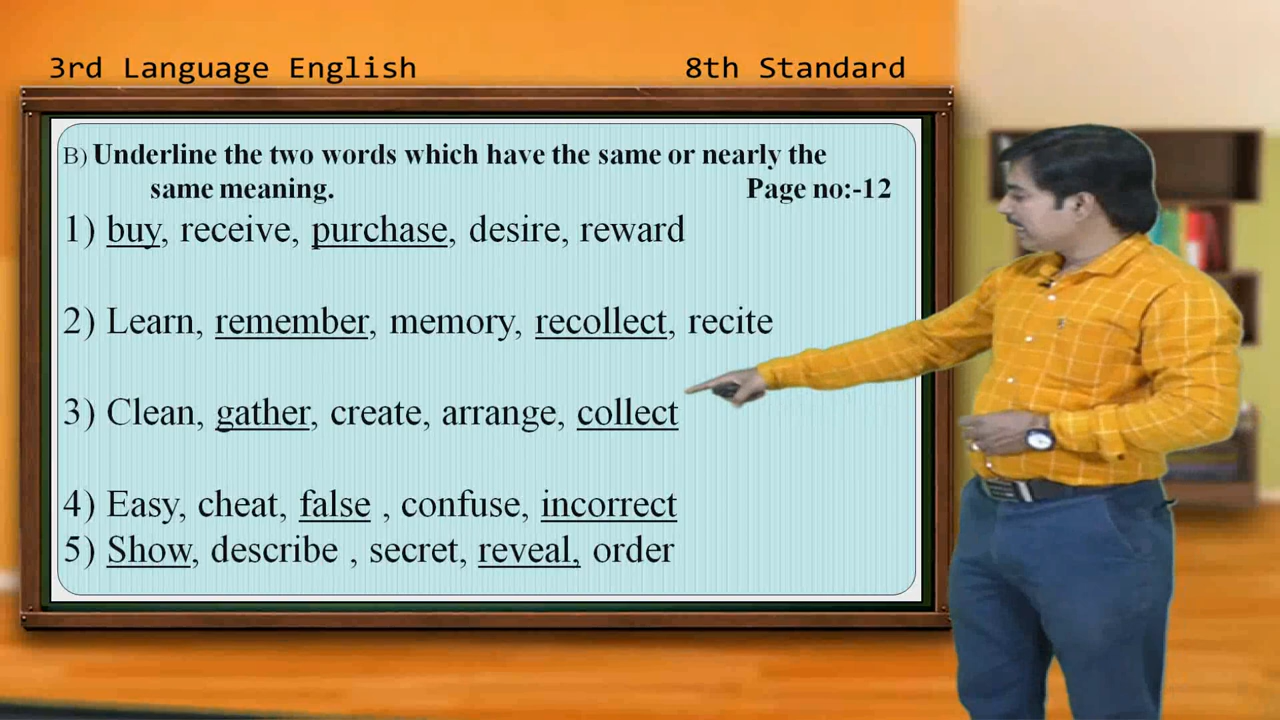 3rd Language English 8th Standard
B) Underline the two words which have the same or nearly the
same meaning. Page no:-12
1) buy, receive, purchase, desire, reward
2) Learn, remember, memory, recollect, recite
3) Clean, gather, create, arrange, collect
4) Easy, cheat, false , confuse, incorrect
5) Show, describe , secret, reveal, order